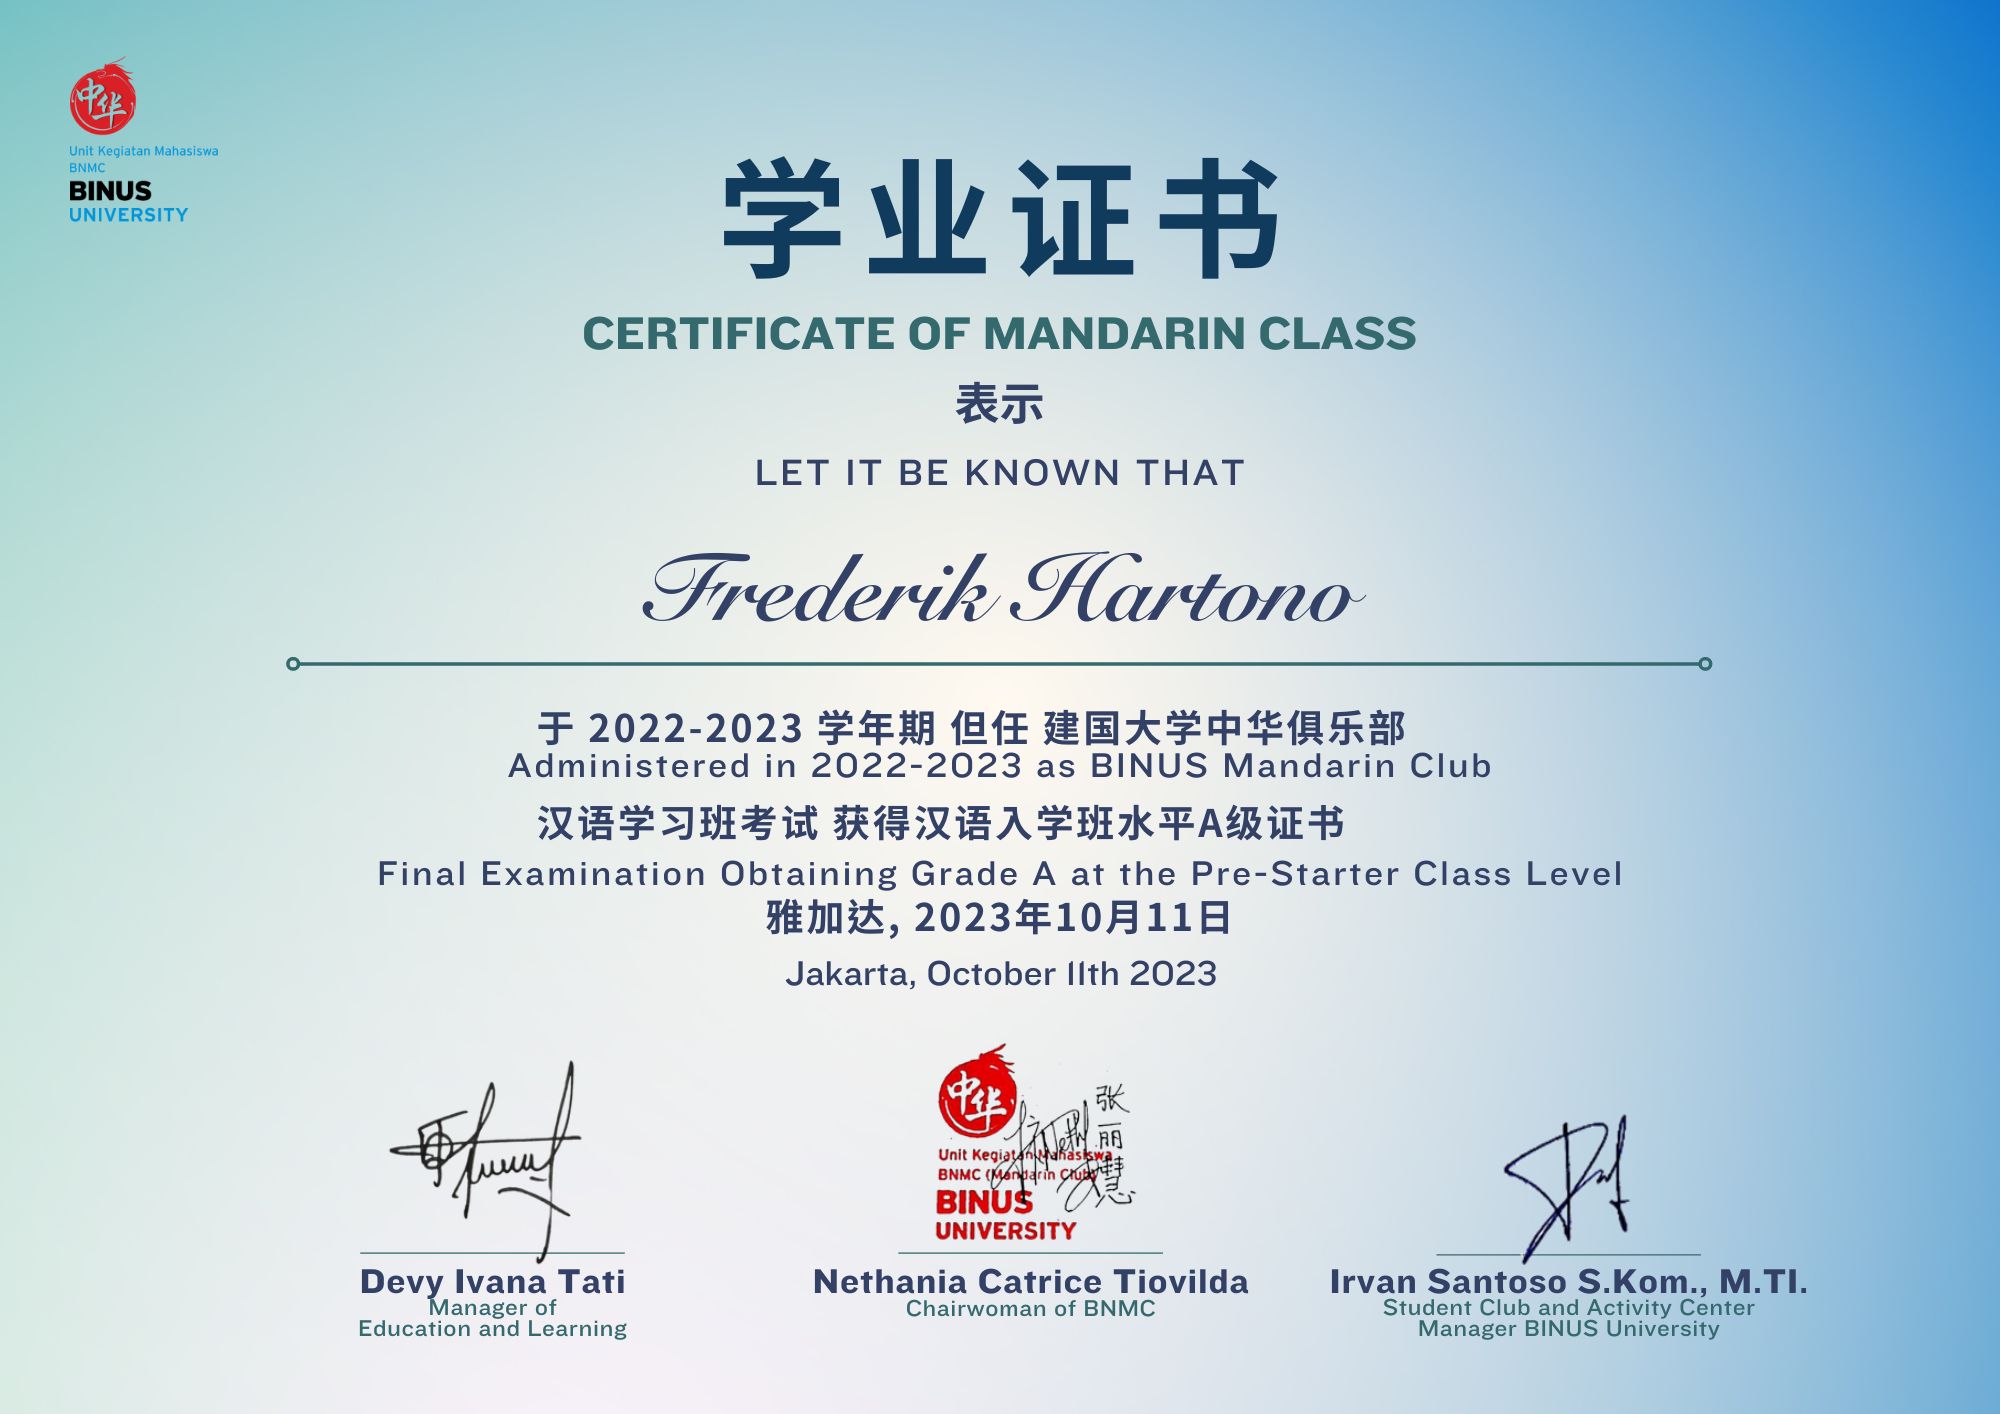 中华
Unit Kegiatan Mahasiswa
BNMC
BINUS
UNIVERSITY
学业证书
CERTIFICATE OF MANDARIN CLASS
表示
LET IT BE KNOWN THAT
Frederik Hartono
于 2022-2023 学年期 但任 建国大学中华俱乐部
Administered in 2022-2023 as BINUS Mandarin Club
汉语学习班考试 获得汉语入学班水平A级证书
Final Examination Obtaining Grade A at the Pre-Starter Class Level
雅加达, 2023年10月11日
Jakarta, October 11th 2023
中华
张丽慧
Unit Kegiatan Mahasiswa
BNMC (Mandarin Club)
BINUS
UNIVERSITY
Devy Ivana Tati
Manager of
Education and Learning
Nethania Catrice Tiovilda
Chairwoman of BNMC
Irvan Santoso S.Kom., M.TI.
Student Club and Activity Center
Manager BINUS University